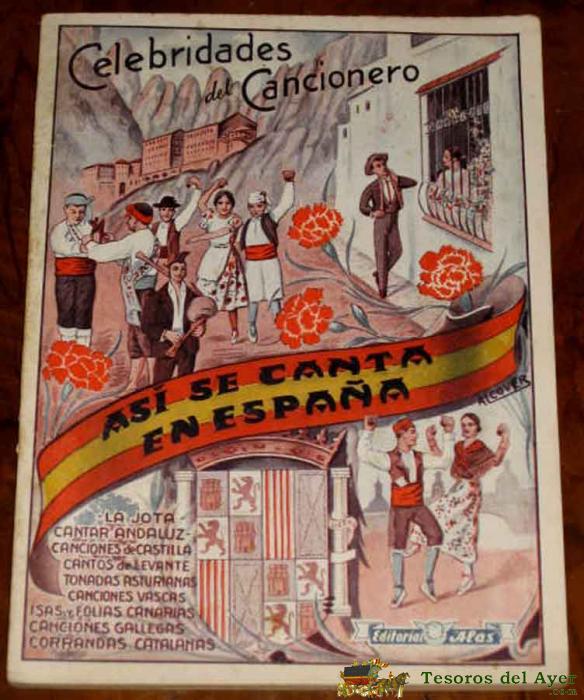 Celebridades
del Cancionero
ASÍ SE CANTA
EN ESPAÑA
ALCOVER
LA JOTA
CANTAR ANDALUZ-
CANCIONES de CASTILLA
CANTOS de LEVANTE
TONADAS ASTURIANAS
CANCIONES VASCAS
ISAS y FOLIAS CANARIAS
CANCIONES GALLEGAS
CORRANDAS CATALANAS
Editorial Alas
Tesoros del Ayer
.com